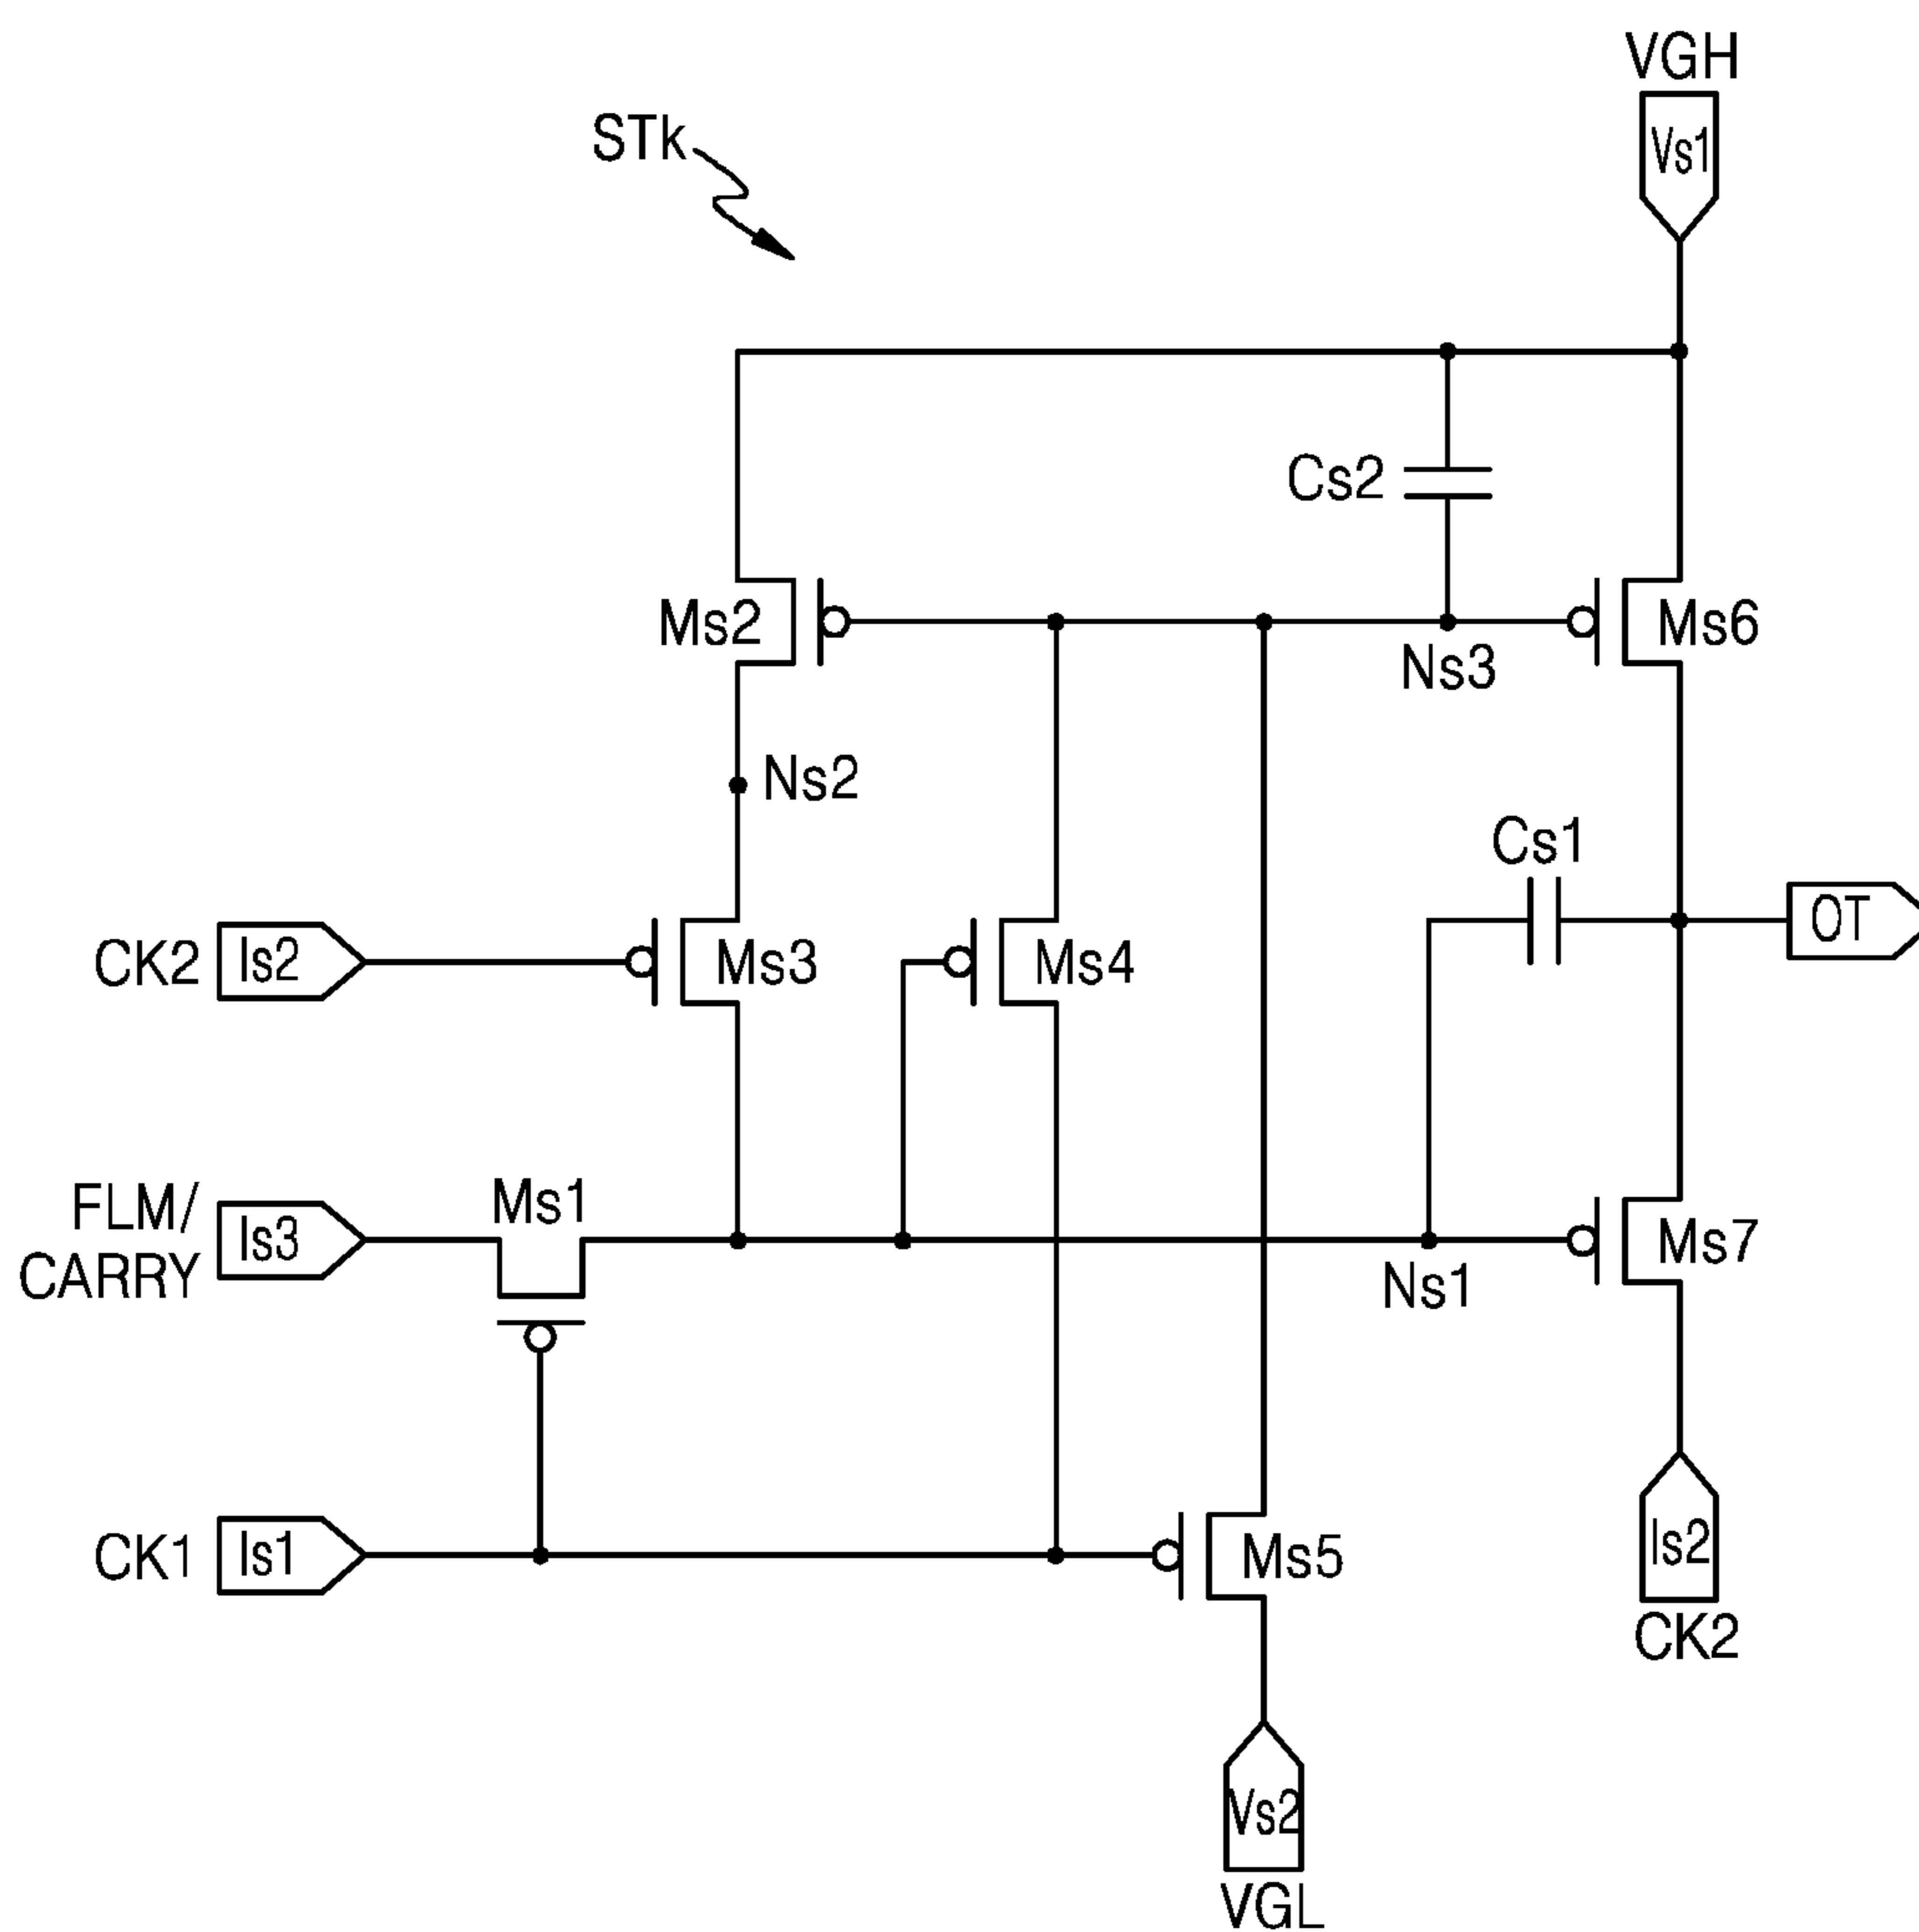 VGH
Vs1
STk
Cs2
Ms2
Ms6
Ns3
Ns2
Cs1
OT
CK2
Is2
Ms3
Ms4
FLM/
CARRY
Is3
Ms1
Ms7
Ns1
CK1
Is1
Ms5
Is2
CK2
Vs2
VGL